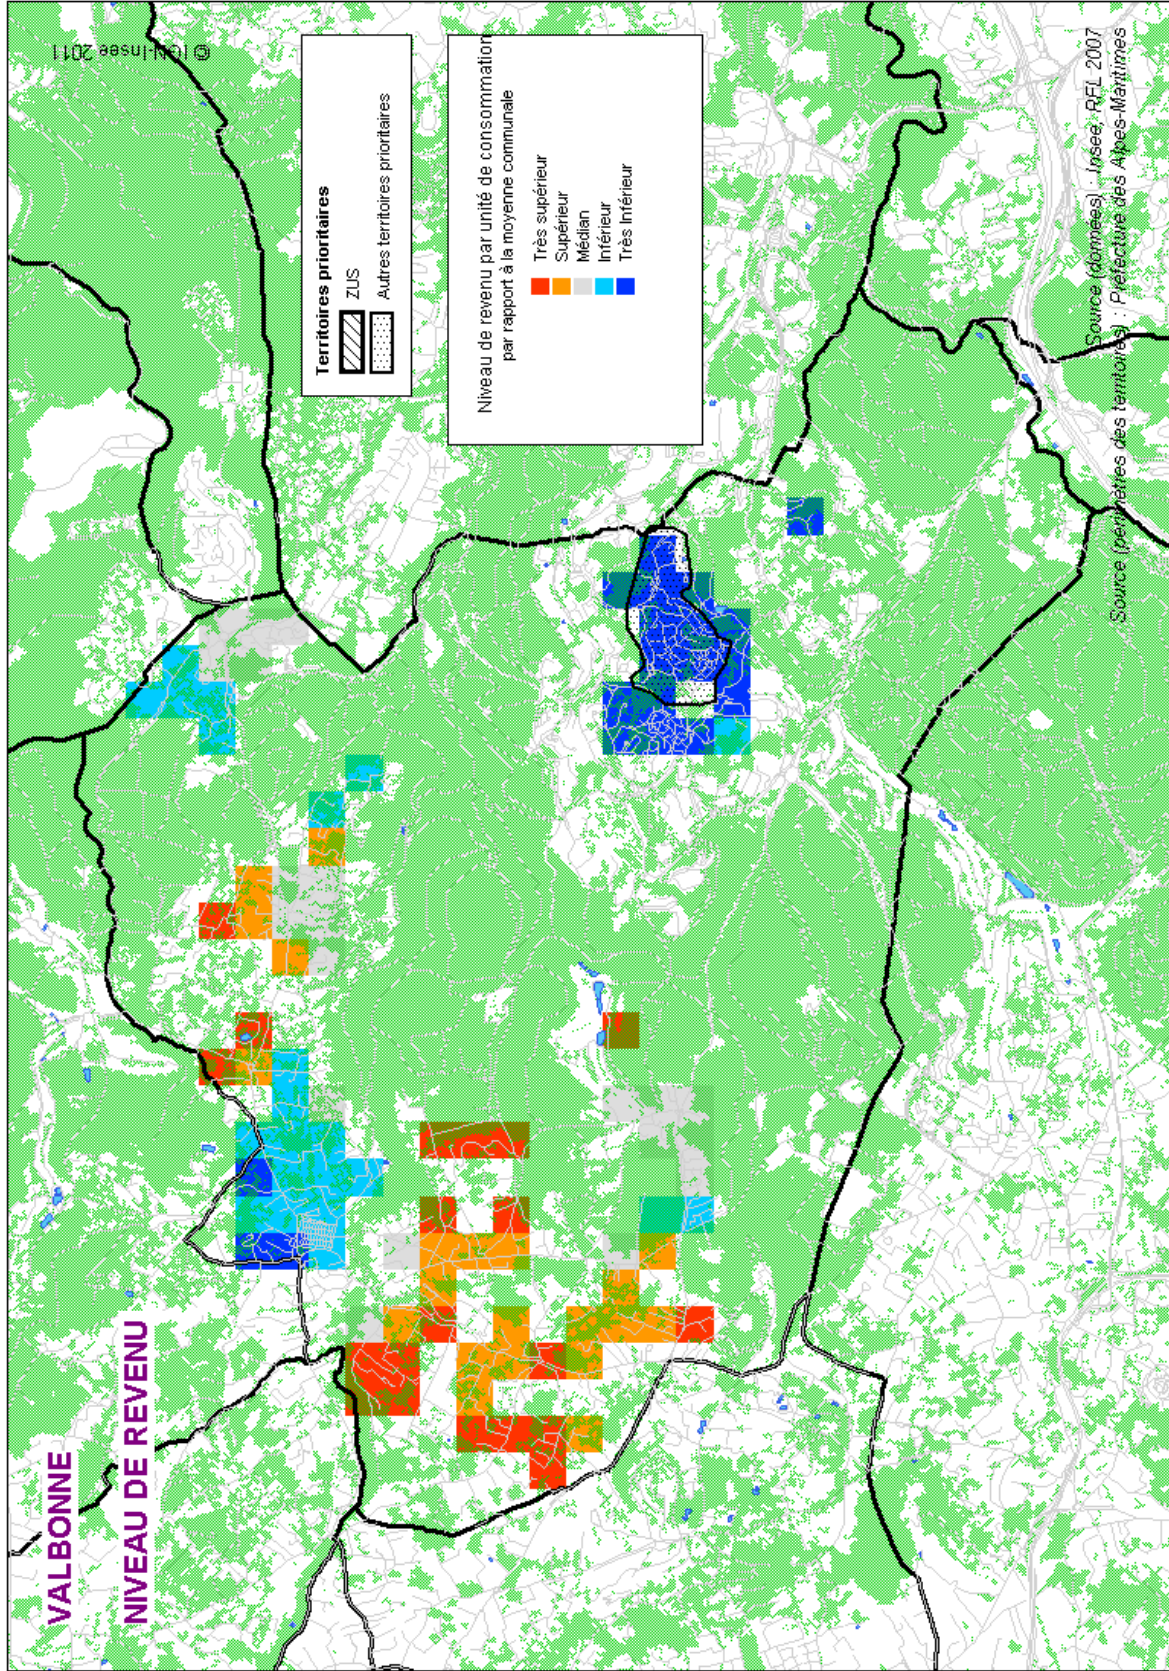 VALBONNE
NIVEAU DE REVENU
© IGN-Insee 2011
Territoires prioritaires
ZUS
Autres territoires prioritaires
Niveau de revenu par unité de consommation
par rapport à la moyenne communale
Très supérieur
Supérieur
Médian
Inférieur
Très Inférieur
Source (données) : Insee, RFL 2007
Source (périmètres des territoires) : Préfecture des Alpes-Maritimes